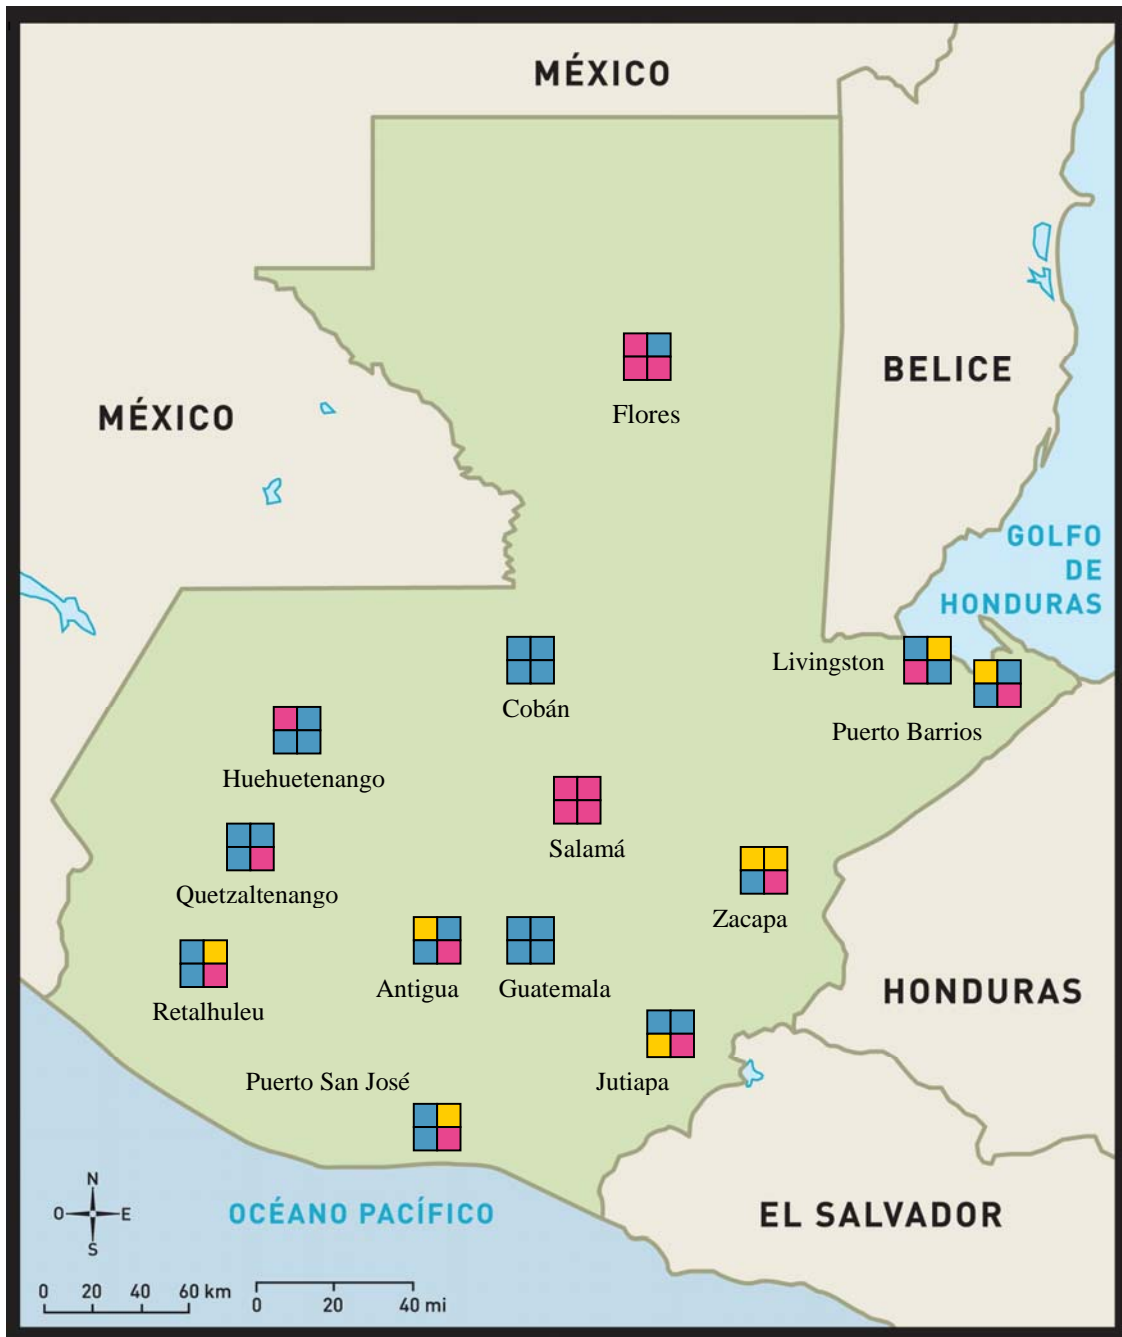 MÉXICO
MÉXICO
BELICE
Flores
GOLFO
DE
HONDURAS
Livingston
Cobán
Puerto Barrios
Huehuetenango
Salamá
Quetzaltenango
Zacapa
Antigua
Guatemala
Retalhuleu
HONDURAS
Puerto San José
Jutiapa
N
O
E
S
OCÉANO PACÍFICO
EL SALVADOR
0 20 40 60 km
0 20 40 mi